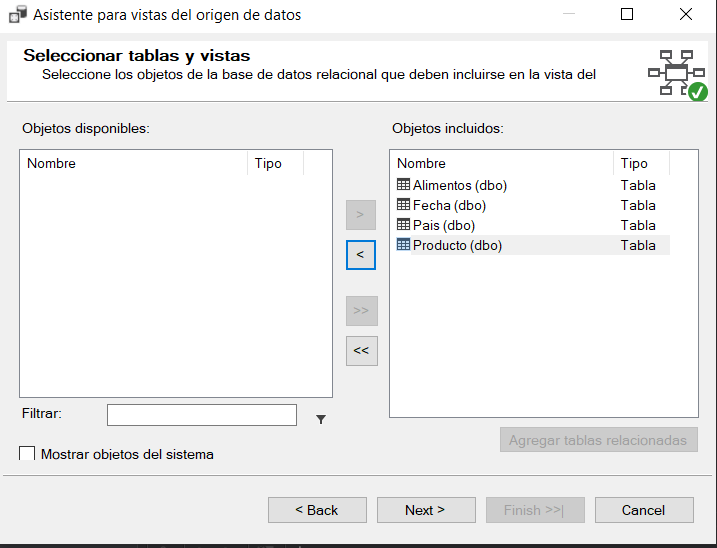 Asistente para vistas del origen de datos
Seleccionar tablas y vistas
Seleccione los objetos de la base de datos relacional que deben incluirse en la vista del
Objetos disponibles:
Objetos incluidos:
Nombre Tipo
Nombre Tipo
Alimentos (dbo) Tabla
Fecha (dbo) Tabla
Pais (dbo) Tabla
Producto (dbo) Tabla
>
<
>>
<<
Filtrar:
Agregar tablas relacionadas
Mostrar objetos del sistema
< Back Next > Finish >>| Cancel